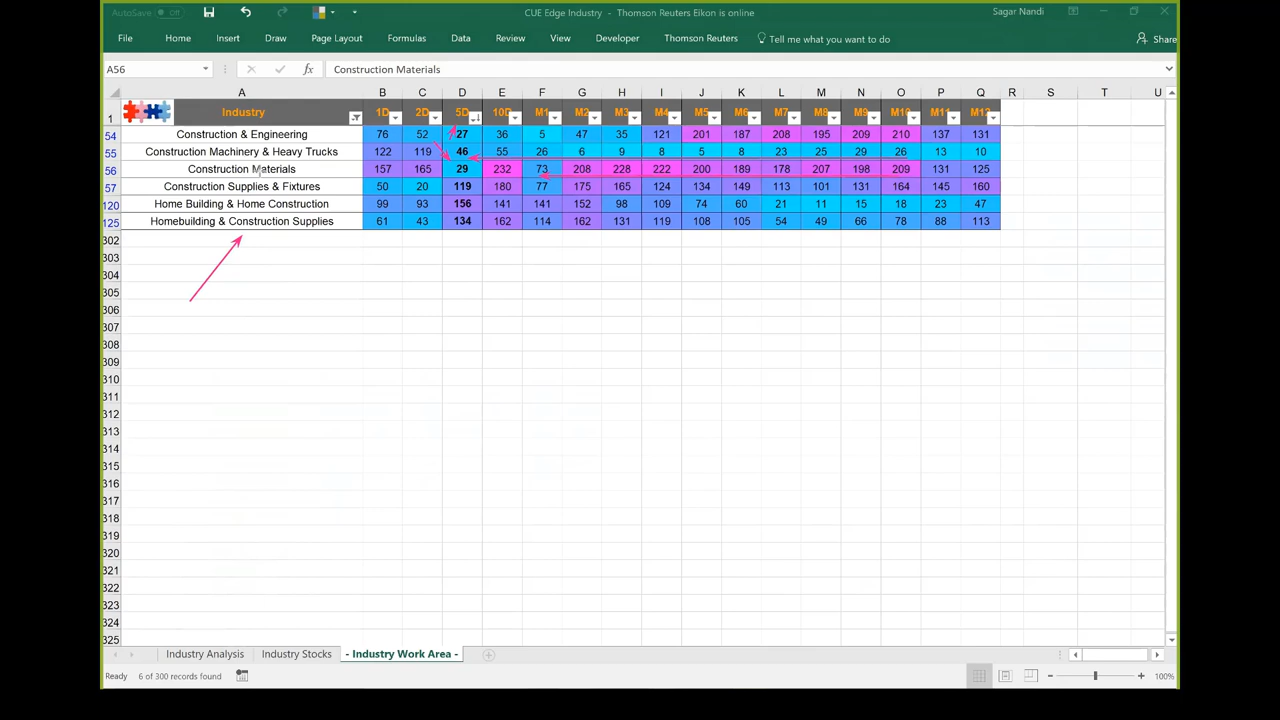 AutoSave Off CUE Edge Industry - Thomson Reuters Eikon is online Sagar Nandi
File Home Insert Draw Page Layout Formulas Data Review View Developer Thomson Reuters Tell me what you want to do Share
A56 fx Construction Materials
A B C D E F G H I J K L M N O P Q R S T U
1 Industry 1D 2D 5D 10D M1 M2 M3 M4 M5 M6 M7 M8 M9 M10 M11 M12
54 Construction & Engineering 76 52 27 36 5 47 35 121 201 187 208 195 209 210 137 131
55 Construction Machinery & Heavy Trucks 122 119 46 55 26 6 9 8 5 8 23 25 29 26 13 10
56 Construction Materials 157 165 29 232 73 208 228 222 200 189 178 207 198 209 131 125
57 Construction Supplies & Fixtures 50 20 119 180 77 175 165 124 134 149 113 101 131 164 145 160
120 Home Building & Home Construction 99 93 156 141 141 152 98 109 74 60 21 11 15 18 23 47
125 Homebuilding & Construction Supplies 61 43 134 162 114 162 131 119 108 105 54 49 66 78 88 113
302
303
304
305
306
307
308
309
310
311
312
313
314
315
316
317
318
319
320
321
322
323
324
325
Industry Analysis Industry Stocks - Industry Work Area -
Ready 6 of 300 records found 100%